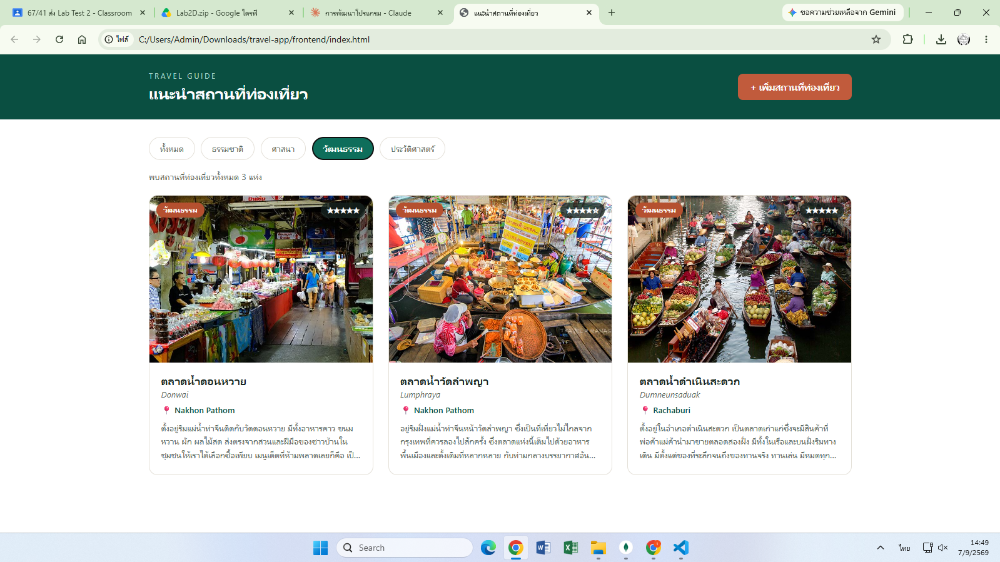 67/41 ส่ง Lab Test 2 - Classroom
Lab2D.zip - Google ไดรฟ์
การพัฒนาโปรแกรม - Claude
แนะนำสถานที่ท่องเที่ยว
ขอความช่วยเหลือจาก Gemini
ไฟล์
C:/Users/Admin/Downloads/travel-app/frontend/index.html
TRAVEL GUIDE
แนะนำสถานที่ท่องเที่ยว
+ เพิ่มสถานที่ท่องเที่ยว
ทั้งหมด
ธรรมชาติ
ศาสนา
วัฒนธรรม
ประวัติศาสตร์
พบสถานที่ท่องเที่ยวทั้งหมด 3 แห่ง
วัฒนธรรม
★★★★★
ตลาดน้ำดอนหวาย
Donwai
Nakhon Pathom
ตั้งอยู่ริมแม่น้ำท่าจีนติดกับวัดดอนหวาย มีทั้งอาหารคาว ขนม
หวาน ผัก ผลไม้สด ส่งตรงจากสวนและฝีมือของชาวบ้านใน
ชุมชนให้เราได้เลือกซื้อเพียบ เมนูเด็ดที่ห้ามพลาดเลยก็คือ เป็...
วัฒนธรรม
★★★★★
ตลาดน้ำวัดลำพญา
Lumphraya
Nakhon Pathom
อยู่ริมฝั่งแม่น้ำท่าจีนหน้าวัดลำพญา ซึ่งเป็นที่เที่ยวไม่ไกลจาก
กรุงเทพที่ควรลองไปสักครั้ง ซึ่งตลาดแห่งนี้เต็มไปด้วยอาหาร
พื้นเมืองและดั้งเดิมที่หลากหลาย กับท่ามกลางบรรยากาศอัน...
วัฒนธรรม
★★★★★
ตลาดน้ำดำเนินสะดวก
Dumneunsaduak
Rachaburi
ตั้งอยู่ในอำเภอดำเนินสะดวก เป็นตลาดเก่าแก่ซึ่งจะมีสินค้าที่
พ่อค้าแม่ค้านำมาขายตลอดสองฝั่ง มีทั้งในเรือและบนฝั่งริมทาง
เดิน มีตั้งแต่ของที่ระลึกจนถึงของทานจริง ทานเล่น มีหมดทุก...
Search
ไทย
14:49
7/9/2569